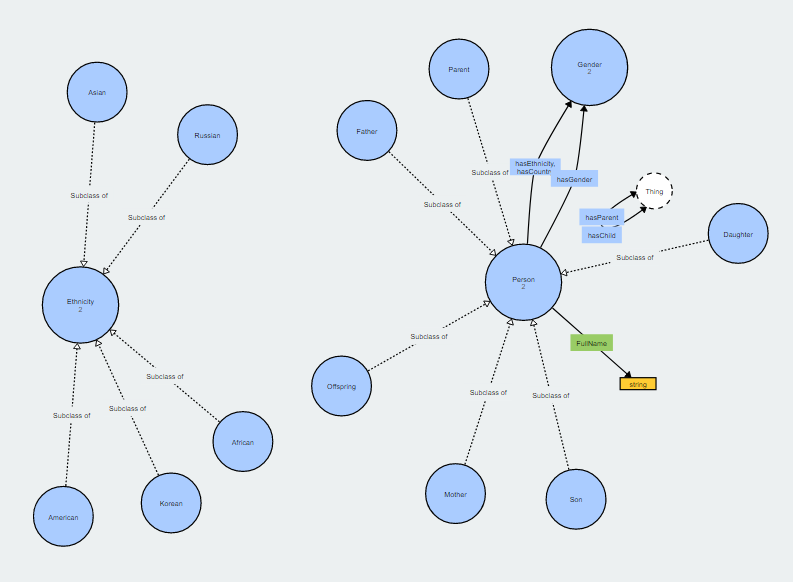 Asian
Russian
Subclass of
Subclass of
Ethnicity
2
Subclass of
Subclass of
Subclass of
African
Korean
American
Parent
Gender
2
Father
hasEthnicity,
Subclass of
hasGender
Thing
Subclass of
hasParent
hasChild
Daughter
Subclass of
Person
2
FullName
Subclass of
string
Offspring
Subclass of
Subclass of
Mother
Son